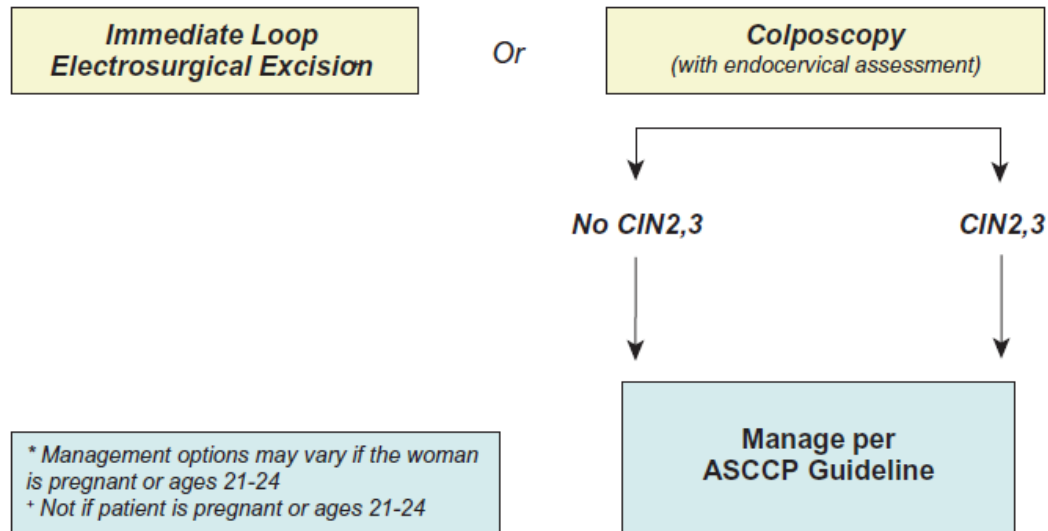 Immediate Loop
Electrosurgical Excision+
Or
Colposcopy
(with endocervical assessment)
No CIN2,3
CIN2,3
Manage per
ASCCP Guideline
* Management options may vary if the woman
is pregnant or ages 21-24
+ Not if patient is pregnant or ages 21-24